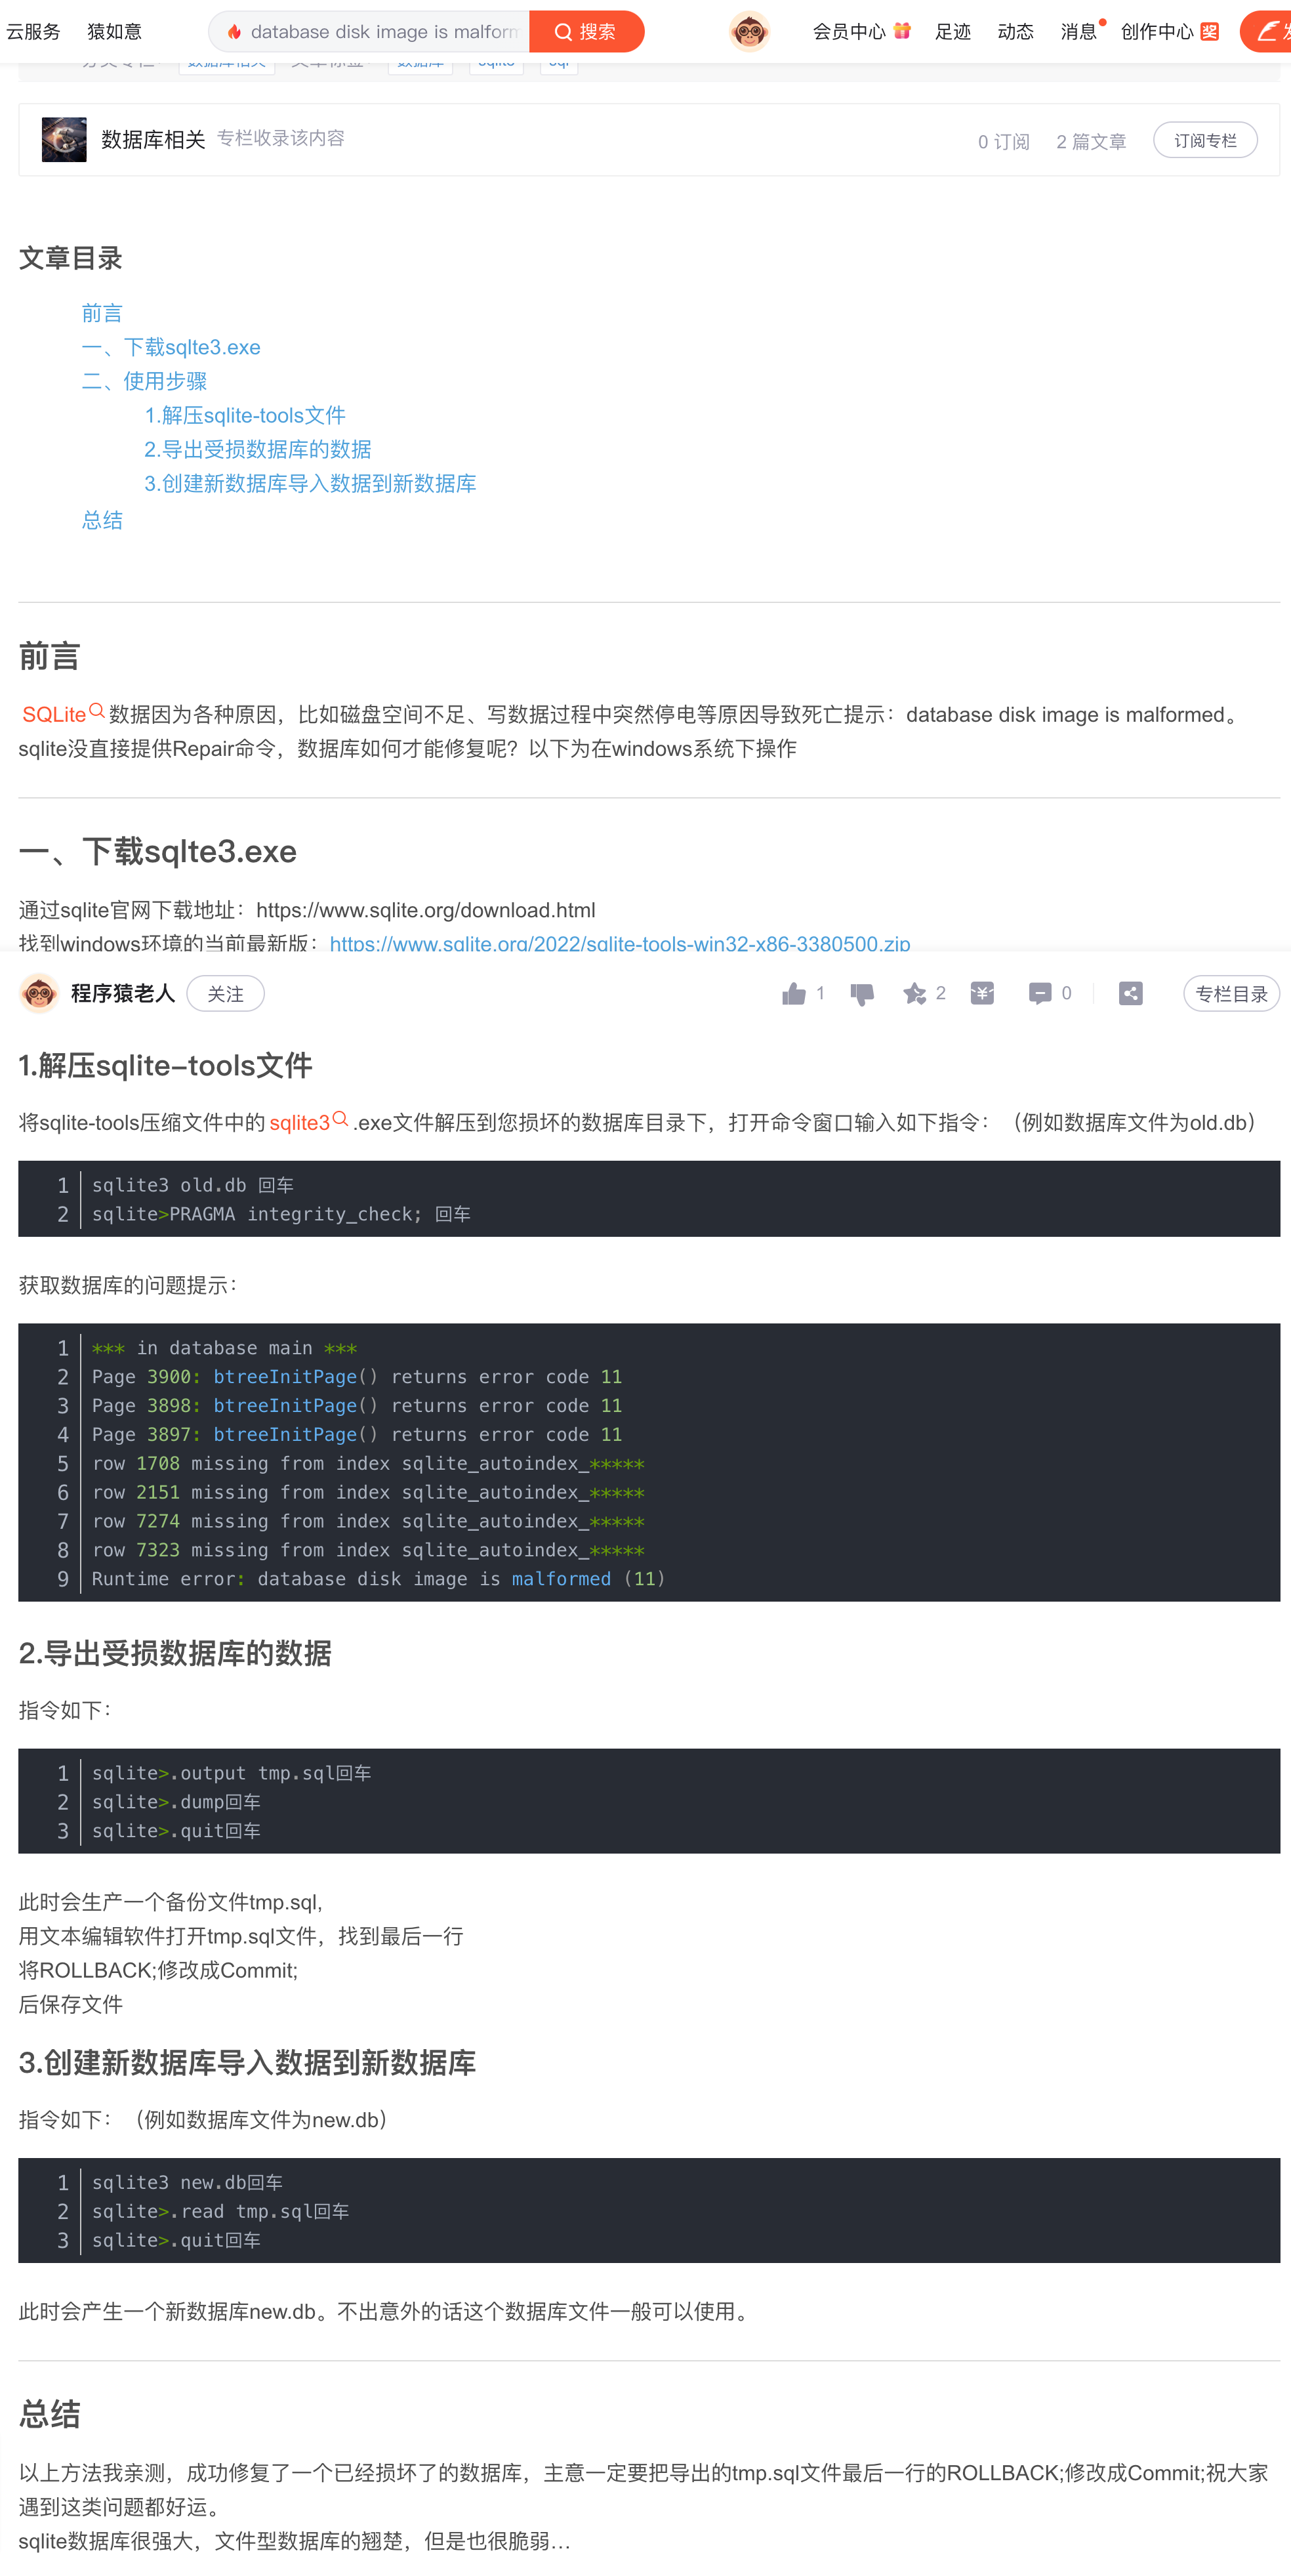 云服务 猿如意 database disk image is malform 搜索 会员中心 足迹 动态 消息 创作中心 奖
数据库相关 专栏收录该内容 0 订阅 2 篇文章 订阅专栏
文章目录
前言
一、下载sqlte3.exe
二、使用步骤
1.解压sqlite-tools文件
2.导出受损数据库的数据
3.创建新数据库导入数据到新数据库
总结
前言
SQLite 数据因为各种原因，比如磁盘空间不足、写数据过程中突然停电等原因导致死亡提示：database disk image is malformed。
sqlite没直接提供Repair命令，数据库如何才能修复呢？以下为在windows系统下操作
一、下载sqlte3.exe
通过sqlite官网下载地址：https://www.sqlite.org/download.html
找到windows环境的当前最新版：https://www.sqlite.org/2022/sqlite-tools-win32-x86-3380500.zip
程序猿老人 关注 1 2 0 专栏目录
1.解压sqlite-tools文件
将sqlite-tools压缩文件中的 sqlite3 .exe文件解压到您损坏的数据库目录下，打开命令窗口输入如下指令：（例如数据库文件为old.db）
1 sqlite3 old.db 回车
2 sqlite>PRAGMA integrity_check; 回车
获取数据库的问题提示：
1 *** in database main ***
2 Page 3900: btreeInitPage() returns error code 11
3 Page 3898: btreeInitPage() returns error code 11
4 Page 3897: btreeInitPage() returns error code 11
5 row 1708 missing from index sqlite_autoindex_*****
6 row 2151 missing from index sqlite_autoindex_*****
7 row 7274 missing from index sqlite_autoindex_*****
8 row 7323 missing from index sqlite_autoindex_*****
9 Runtime error: database disk image is malformed (11)
2.导出受损数据库的数据
指令如下：
1 sqlite>.output tmp.sql回车
2 sqlite>.dump回车
3 sqlite>.quit回车
此时会生产一个备份文件tmp.sql,
用文本编辑软件打开tmp.sql文件，找到最后一行
将ROLLBACK;修改成Commit;
后保存文件
3.创建新数据库导入数据到新数据库
指令如下：（例如数据库文件为new.db）
1 sqlite3 new.db回车
2 sqlite>.read tmp.sql回车
3 sqlite>.quit回车
此时会产生一个新数据库new.db。不出意外的话这个数据库文件一般可以使用。
总结
以上方法我亲测，成功修复了一个已经损坏了的数据库，主意一定要把导出的tmp.sql文件最后一行的ROLLBACK;修改成Commit;祝大家
遇到这类问题都好运。
sqlite数据库很强大，文件型数据库的翘楚，但是也很脆弱…